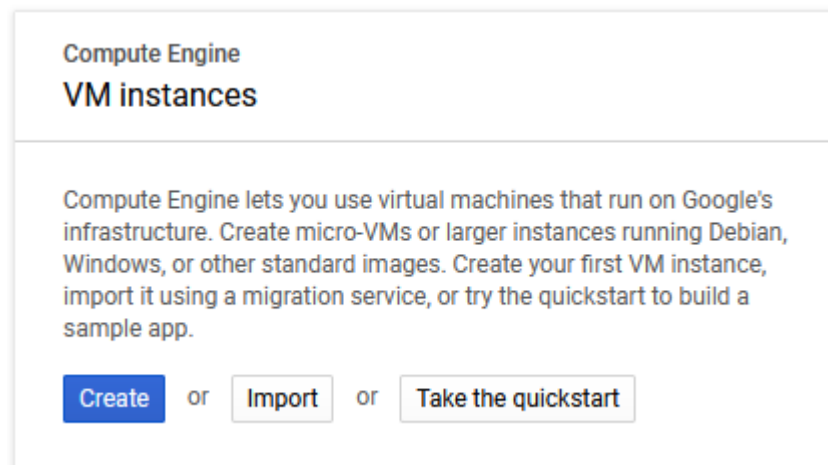 Compute Engine
VM instances
Compute Engine lets you use virtual machines that run on Google's
infrastructure. Create micro-VMs or larger instances running Debian,
Windows, or other standard images. Create your first VM instance,
import it using a migration service, or try the quickstart to build a
sample app.
Create or Import or Take the quickstart